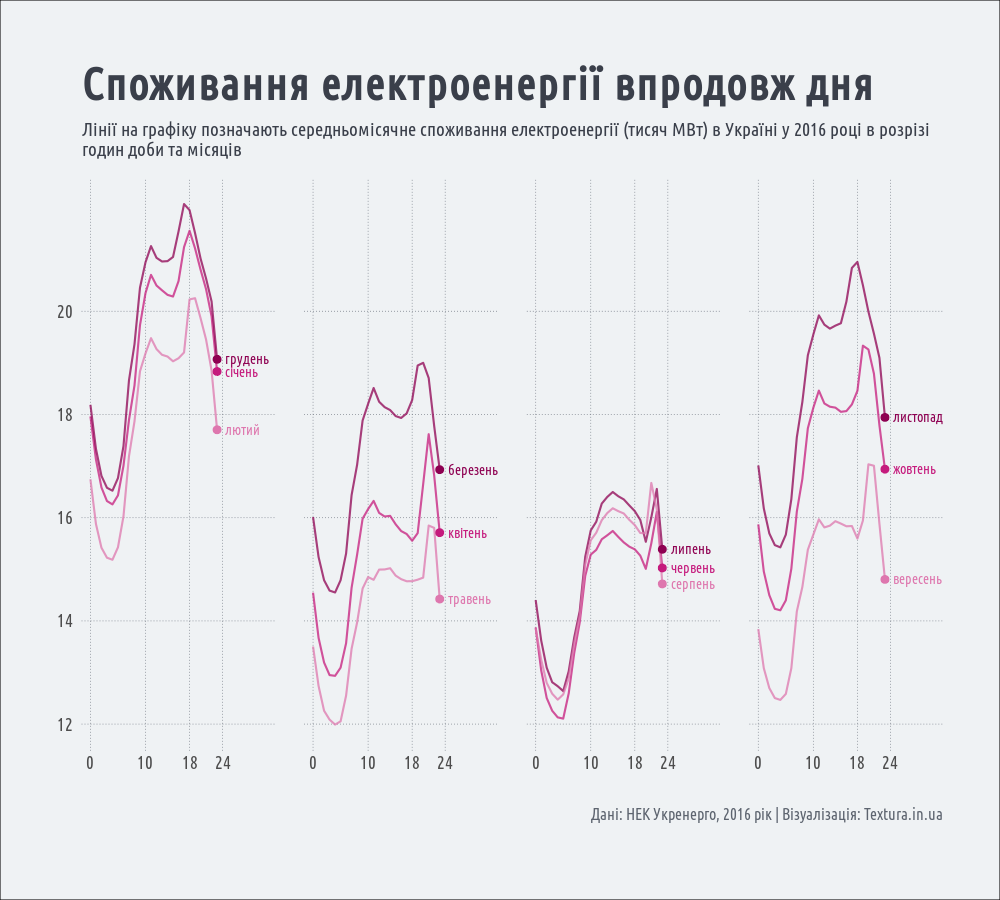 Споживання електроенергії впродовж дня
Лінії на графіку позначають середньомісячне споживання електроенергії (тисяч МВт) в Україні у 2016 році в розрізі
годин доби та місяців
20
18
16
14
12
грудень
січень
лютий
березень
квітень
травень
липень
червень
серпень
листопад
жовтень
вересень
0 10 18 24 0 10 18 24 0 10 18 24 0 10 18 24
Дані: НЕК Укренерго, 2016 рік | Візуалізація: Textura.in.ua